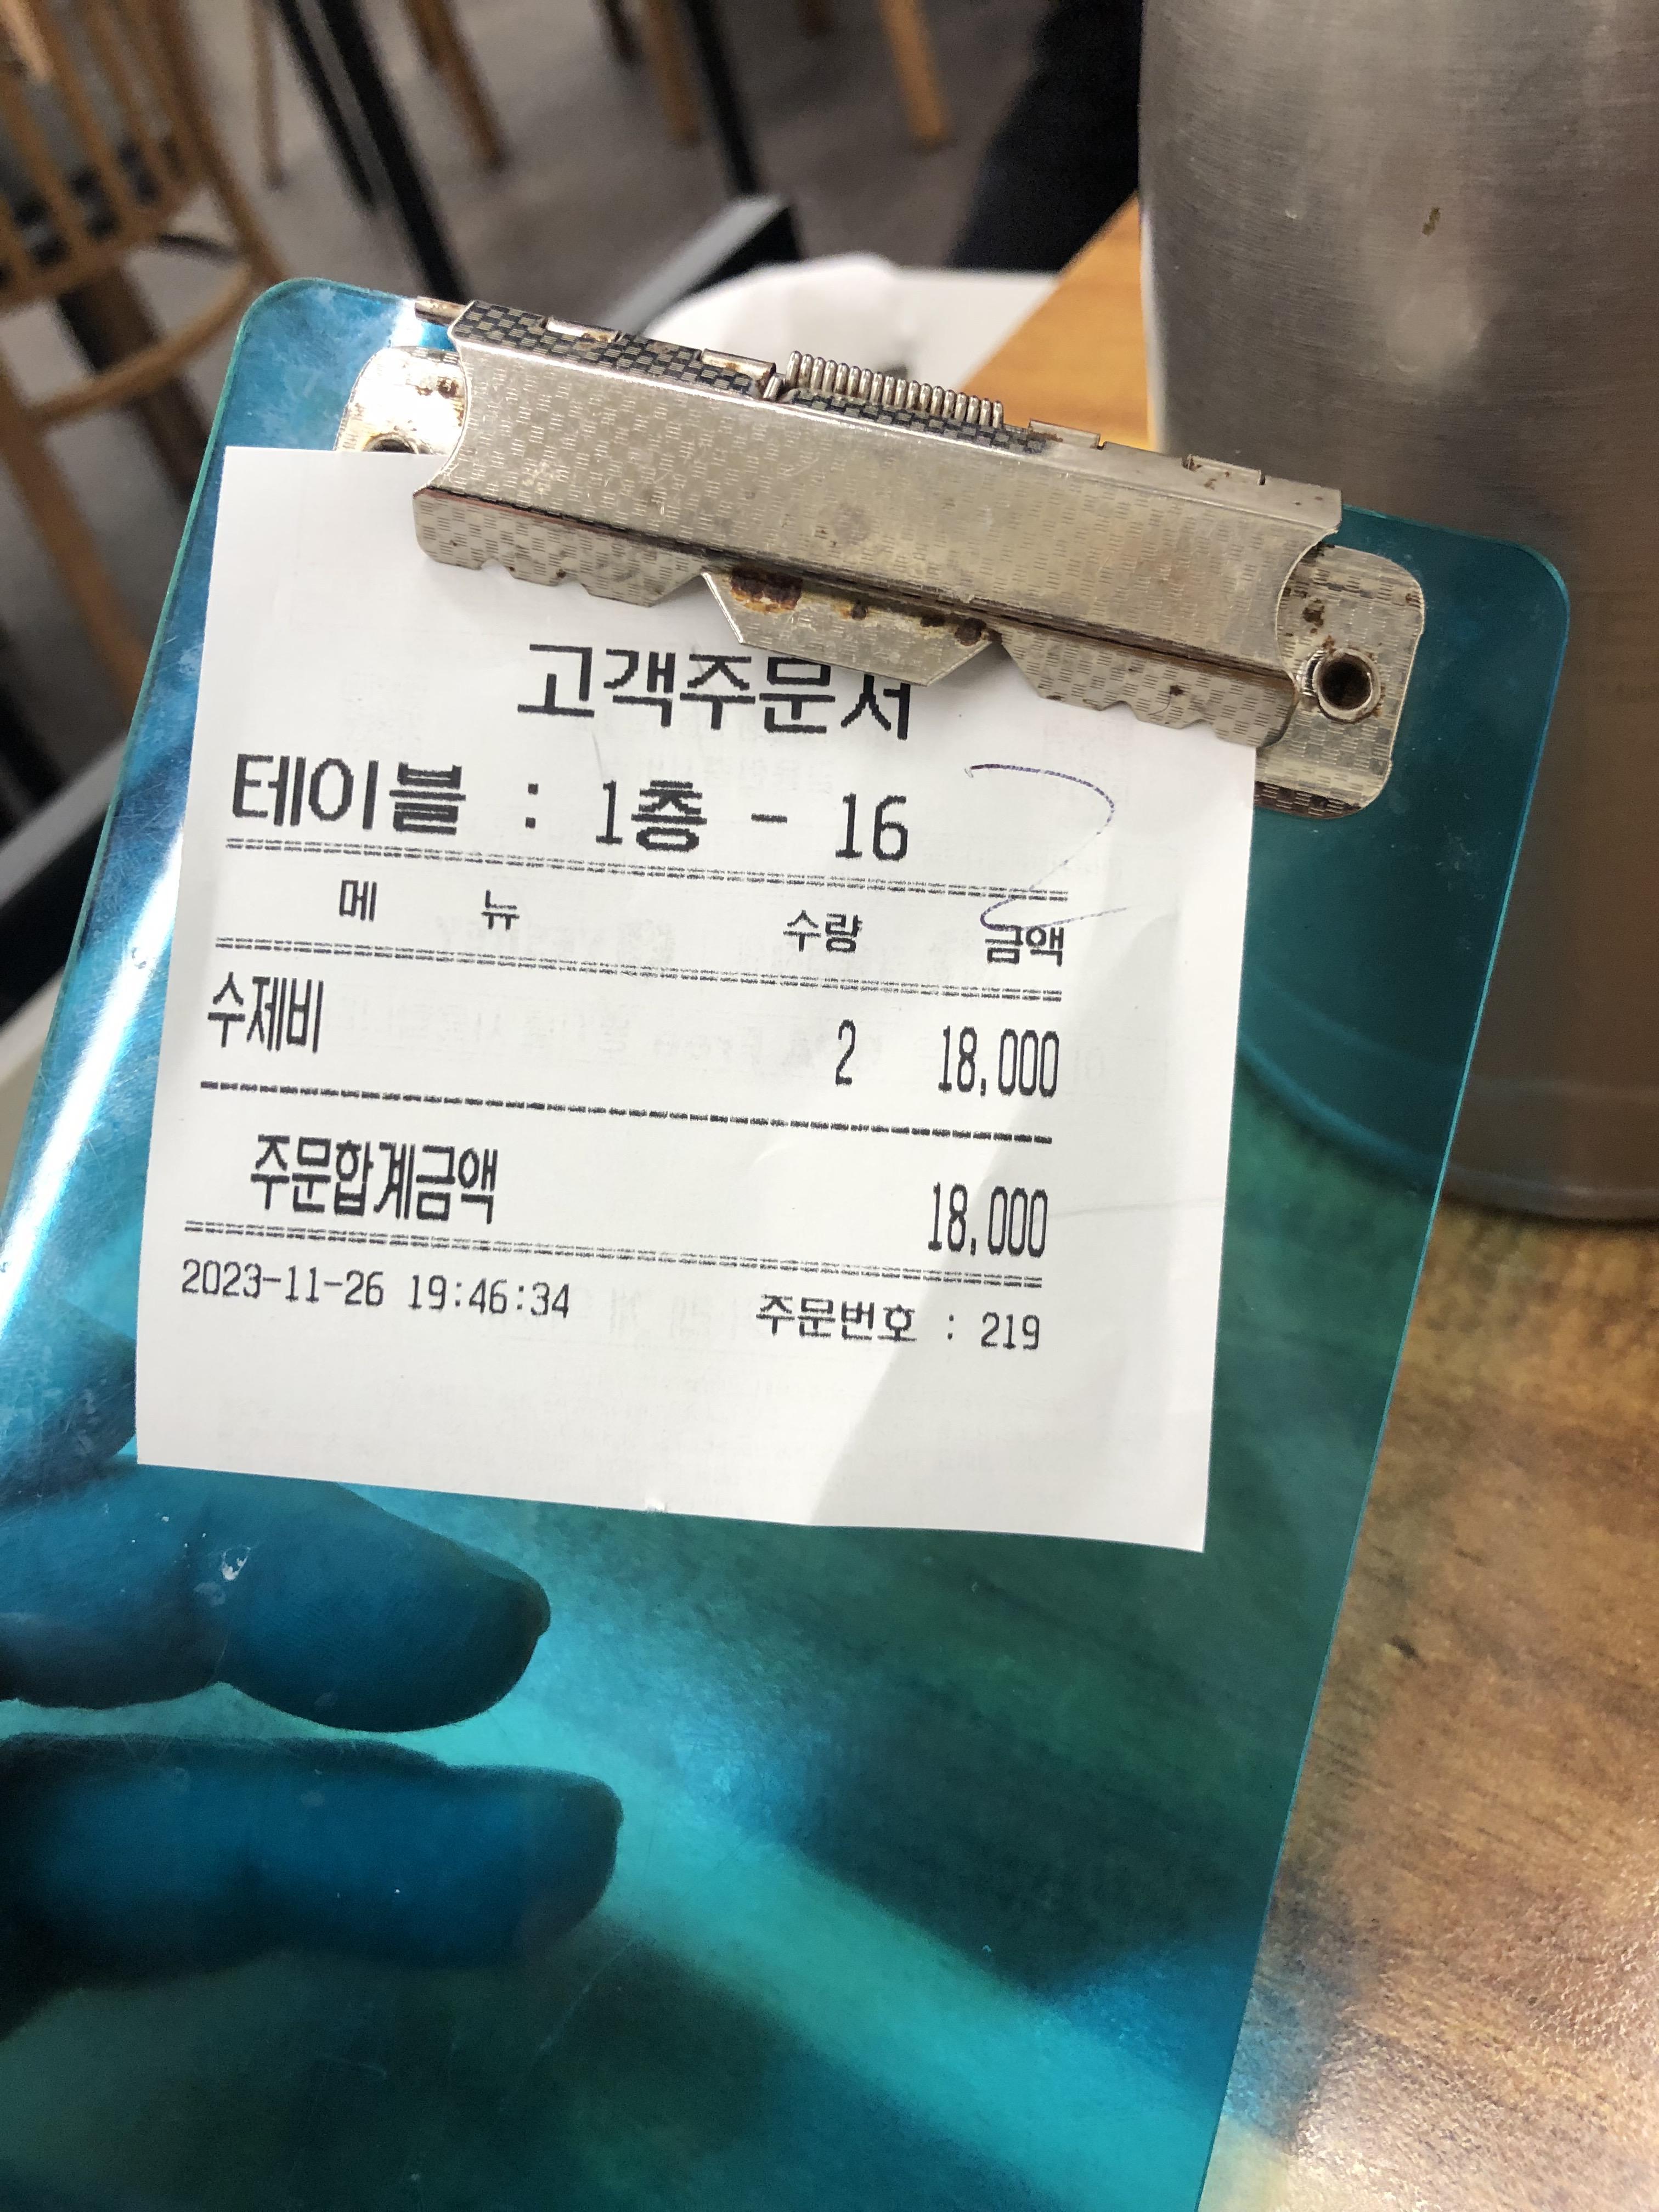 고객주문서
테이블 : 1층 - 16
메 뉴 수량 금액
수제비 2 18,000
주문합계금액 18,000
2023-11-26 19:46:34 주문번호 : 219